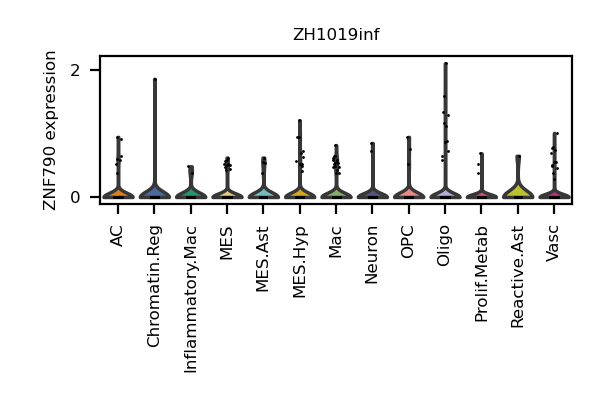 ZH1019inf
ZNF790 expression
2
0
AC
Chromatin.Reg
Inflammatory.Mac
MES
MES.Ast
MES.Hyp
Mac
Neuron
OPC
Oligo
Prolif.Metab
Reactive.Ast
Vasc